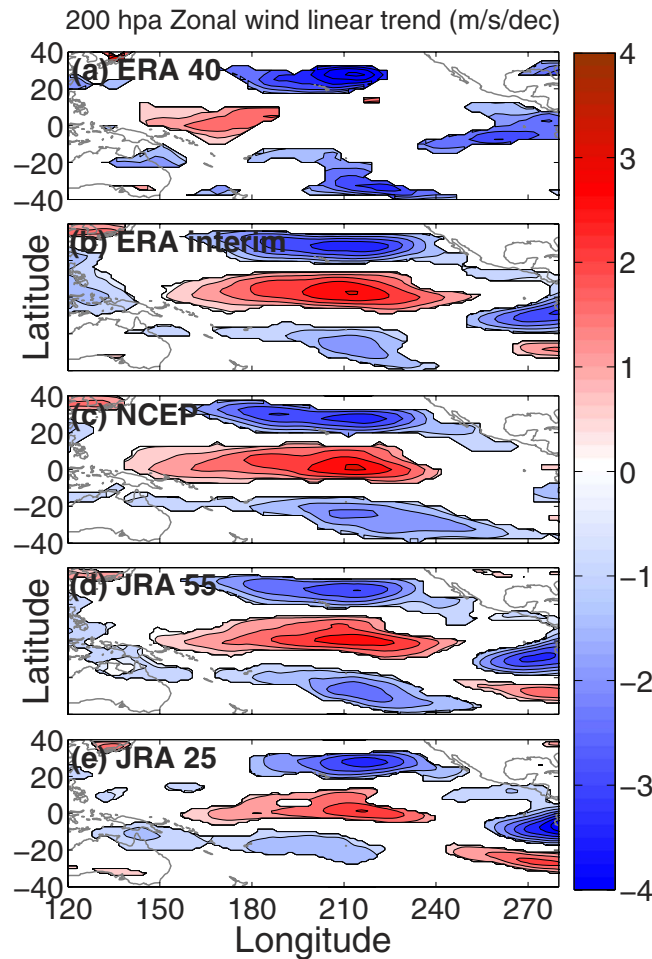 200 hpa Zonal wind linear trend (m/s/dec)
40
20
0
−20
−40
(a) ERA 40
Latitude
(b) ERA interim
40
20
0
−20
−40
(c) NCEP
Latitude
(d) JRA 55
40
20
0
−20
−40
(e) JRA 25
120 150 180 210 240 270
Longitude
4
3
2
1
0
−1
−2
−3
−4